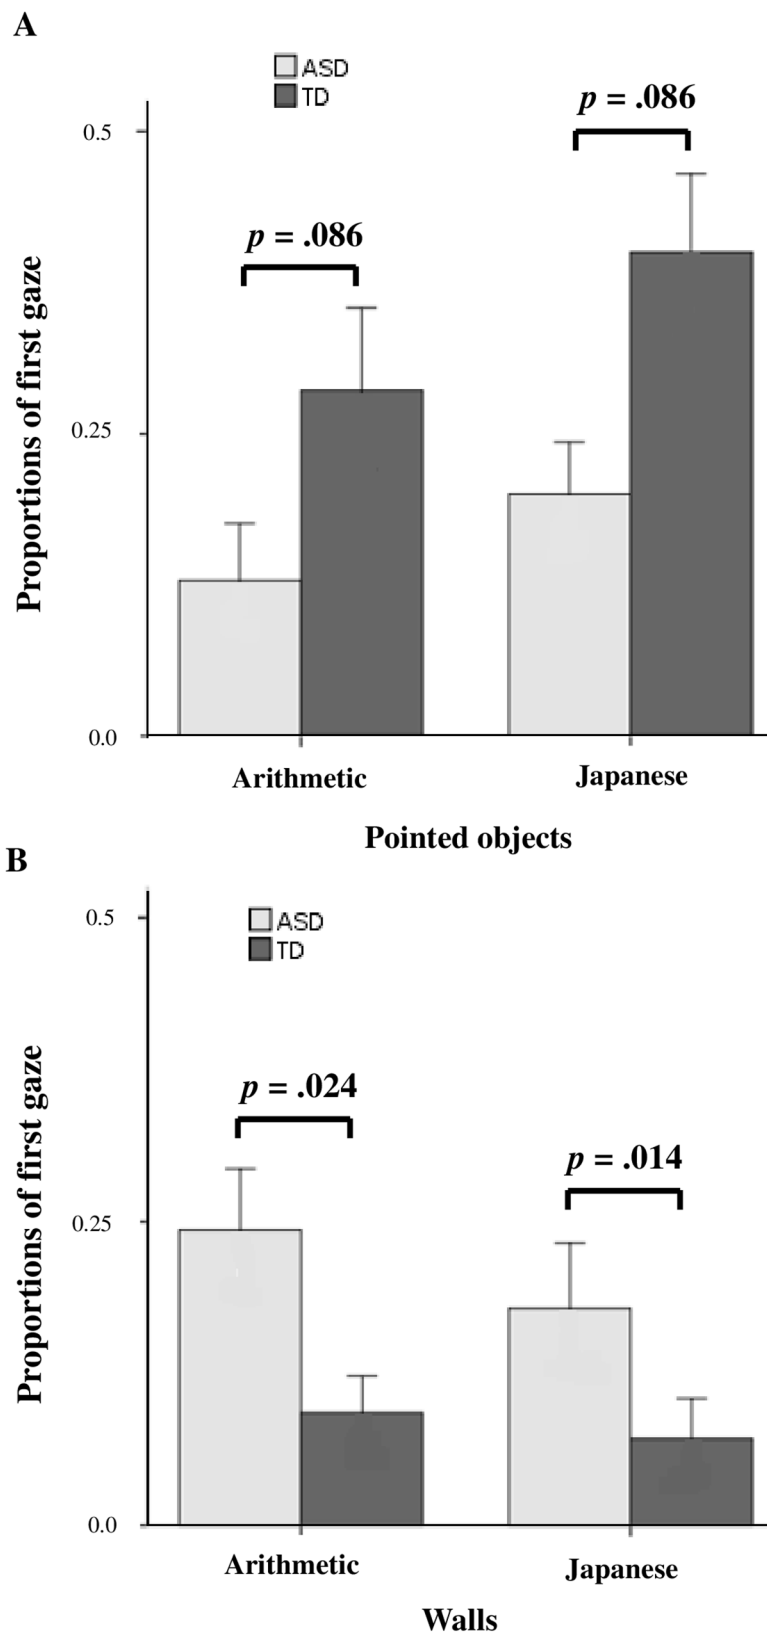 A
ASD
TD
p = .086
0.5
p = .086
Proportions of first gaze
0.25
0.0
Arithmetic
Japanese
Pointed objects
B
0.5
ASD
TD
p = .024
p = .014
Proportions of first gaze
0.25
0.0
Arithmetic
Japanese
Walls